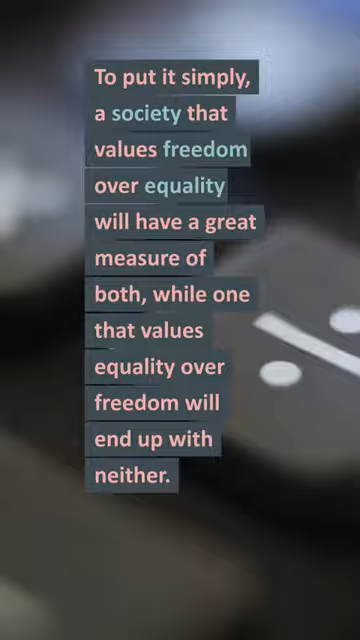 To put it simply,
a society that
values freedom
over equality
will have a great
measure of
both, while one
that values
equality over
freedom will
end up with
neither.